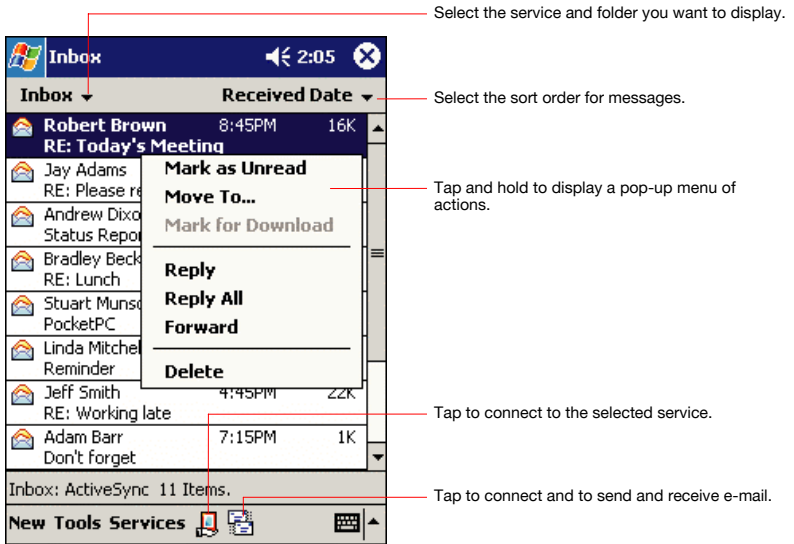 Select the service and folder you want to display.
Inbox 2:05
Inbox Received Date
Select the sort order for messages.
Robert Brown 8:45PM 16K
RE: Today's Meeting
Jay Adams
RE: Please re
Andrew Dixo
Status Repor
Bradley Beck
RE: Lunch
Stuart Munso
PocketPC
Linda Mitchel
Reminder
Jeff Smith 4:45PM 22K
RE: Working late
Adam Barr 7:15PM 1K
Don't forget
Mark as Unread
Move To...
Mark for Download
Reply
Reply All
Forward
Delete
Tap and hold to display a pop-up menu of
actions.
Tap to connect to the selected service.
Inbox: ActiveSync 11 Items.
Tap to connect and to send and receive e-mail.
New Tools Services